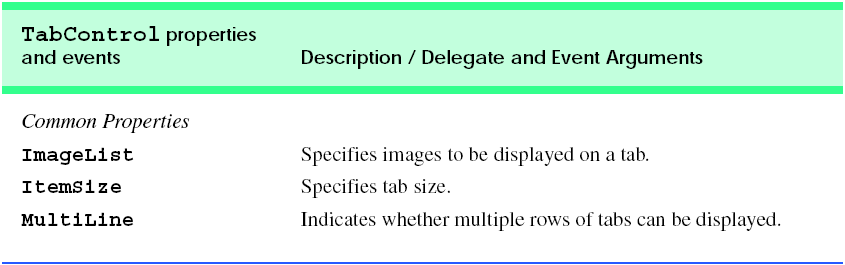 TabControl properties
and events
Description / Delegate and Event Arguments
Common Properties
ImageList Specifies images to be displayed on a tab.
ItemSize Specifies tab size.
MultiLine Indicates whether multiple rows of tabs can be displayed.